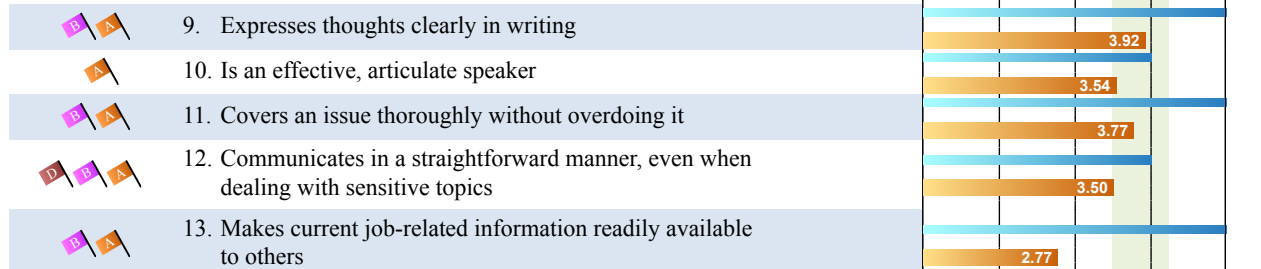 B A 9. Expresses thoughts clearly in writing 3.92
A 10. Is an effective, articulate speaker 3.54
B A 11. Covers an issue thoroughly without overdoing it 3.77
D B A 12. Communicates in a straightforward manner, even when
dealing with sensitive topics 3.50
B A 13. Makes current job-related information readily available
to others 2.77